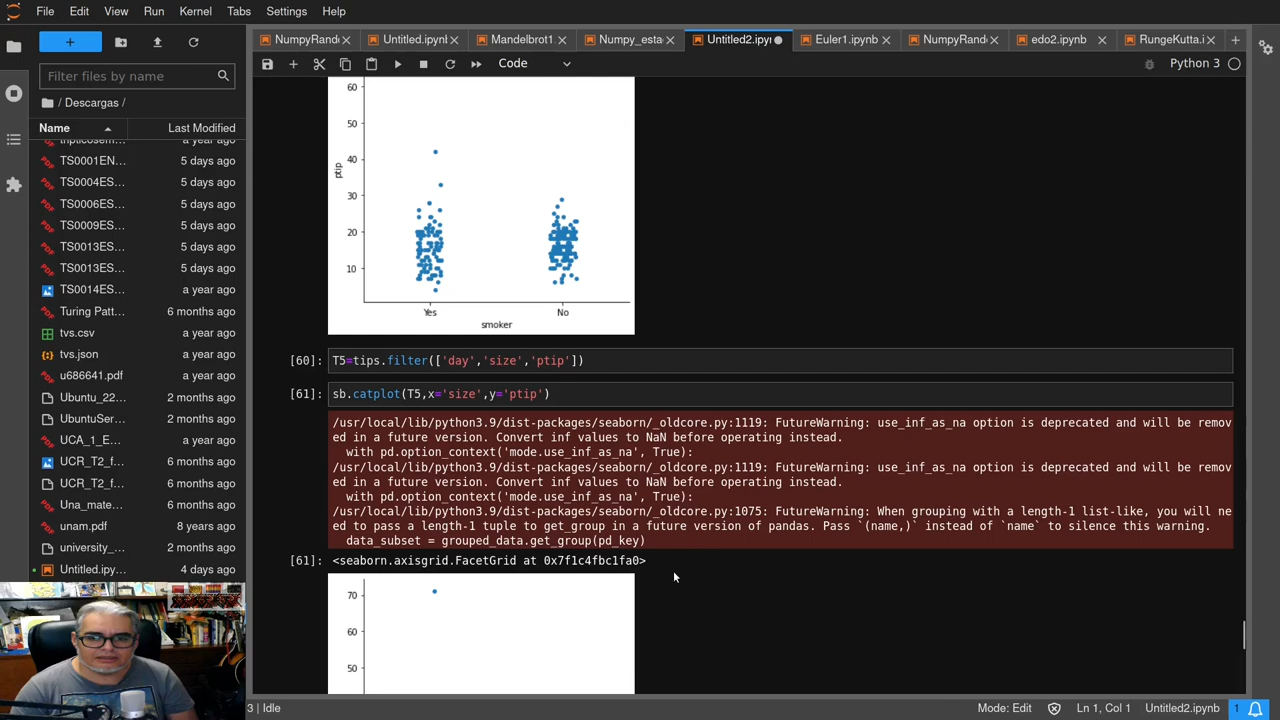 File Edit View Run Kernel Tabs Settings Help
NumpyRand Untitled.ipynl Mandelbrot1. Numpy_esta Untitled2.ipyn Euler1.ipynb NumpyRand edo2.ipynb RungeKutta.i
Code
Python 3
Filter files by name
/ Descargas /
Name Last Modified
a year ago
TS0001EN... 5 days ago
TS0004ES... 5 days ago
TS0006ES... 5 days ago
TS0009ES... 5 days ago
TS0013ES... 5 days ago
TS0013ES... 5 days ago
TS0014ES... a year ago
Turing Patt... 6 months ago
tvs.csv a year ago
tvs.json a year ago
u686641.pdf a year ago
Ubuntu_22... 2 months ago
UbuntuSer... 2 months ago
UCA_1_E... a year ago
UCR_T2_f... 6 months ago
UCR_T2_f... 6 months ago
Una_mate... 6 months ago
unam.pdf 8 years ago
university_... 2 months ago
Untitled.ipy... 4 days ago
60
50
40
30
20
10
ptip
Yes No
smoker
[60]: T5=tips.filter(['day','size','ptip'])
[61]: sb.catplot(T5,x='size',y='ptip')
/usr/local/lib/python3.9/dist-packages/seaborn/_oldcore.py:1119: FutureWarning: use_inf_as_na option is deprecated and will be remov
ed in a future version. Convert inf values to NaN before operating instead.
with pd.option_context('mode.use_inf_as_na', True):
/usr/local/lib/python3.9/dist-packages/seaborn/_oldcore.py:1119: FutureWarning: use_inf_as_na option is deprecated and will be remov
ed in a future version. Convert inf values to NaN before operating instead.
with pd.option_context('mode.use_inf_as_na', True):
/usr/local/lib/python3.9/dist-packages/seaborn/_oldcore.py:1075: FutureWarning: When grouping with a length-1 list-like, you will ne
ed to pass a length-1 tuple to get_group in a future version of pandas. Pass `(name,)` instead of `name` to silence this warning.
data_subset = grouped_data.get_group(pd_key)
[61]: <seaborn.axisgrid.FacetGrid at 0x7f1c4fbc1fa0>
70
60
50
3 | Idle
Mode: Edit Ln 1, Col 1 Untitled2.ipynb 1